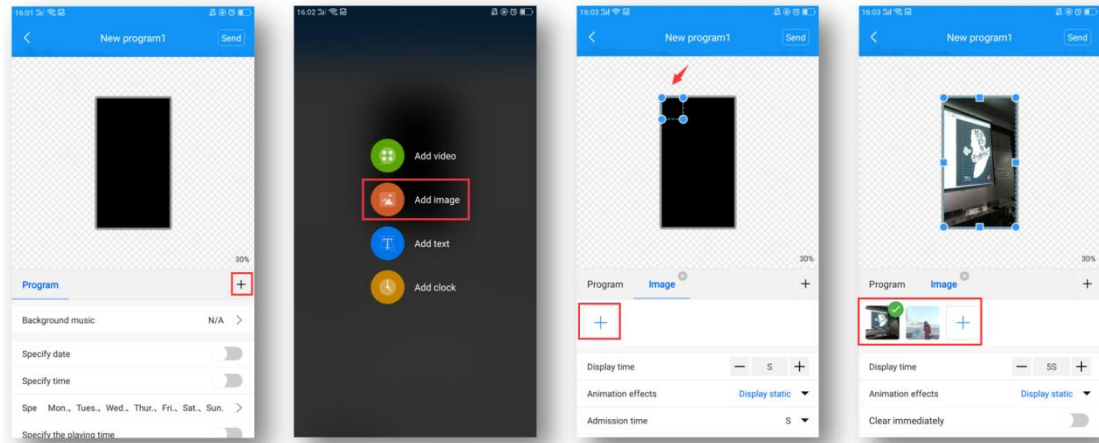 16:01
New program1
Send
30%
Program
+
Background music N/A >
Specify date
Specify time
Spe Mon.、Tues.、Wed.、Thur.、Fri.、Sat.、Sun. >
Specify the playing time
16:02
Add video
Add image
T Add text
Add clock
16:03
New program1
Send
30%
Program Image +
+
Display time — S +
Animation effects Display static
Admission time S
16:03
New program1
Send
30%
Program Image +
+
Display time — 5S +
Animation effects Display static
Clear immediately